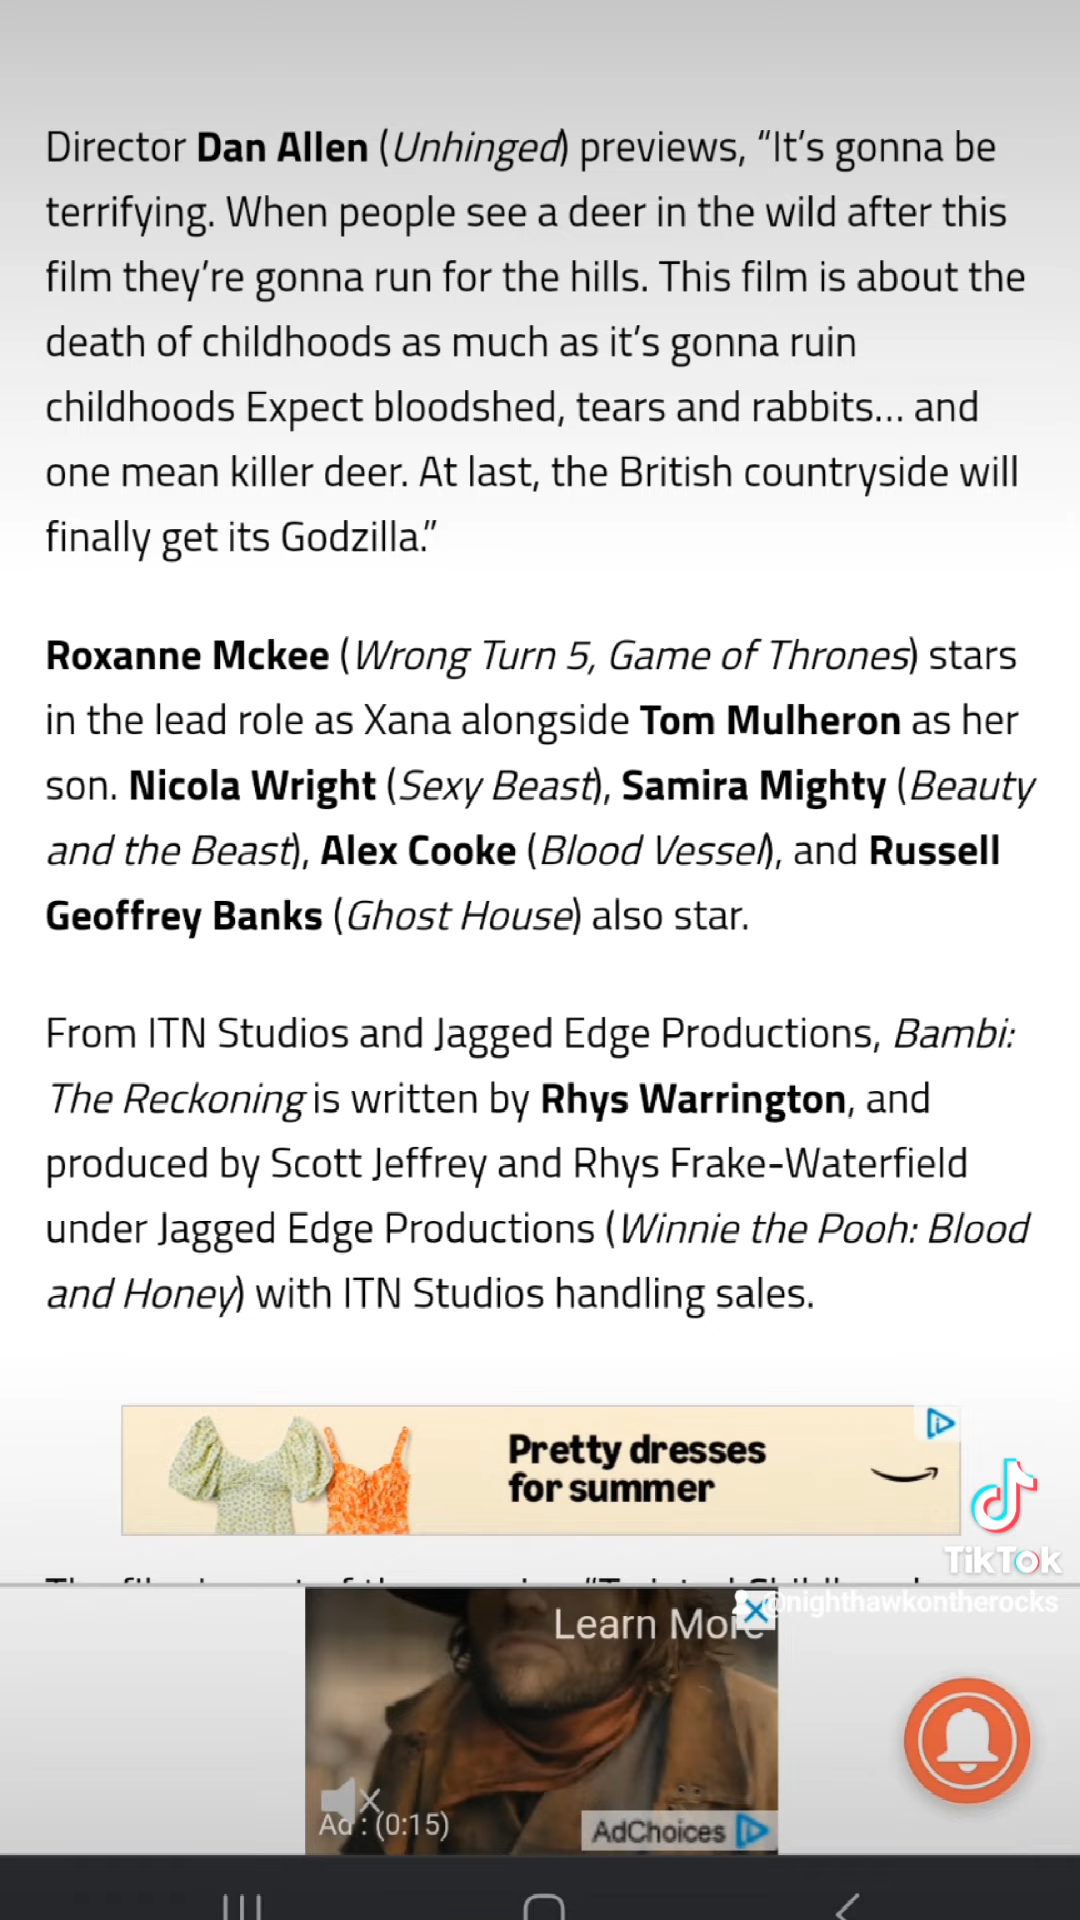 Director Dan Allen (Unhinged) previews, “It’s gonna be
terrifying. When people see a deer in the wild after this
film they’re gonna run for the hills. This film is about the
death of childhoods as much as it’s gonna ruin
childhoods Expect bloodshed, tears and rabbits… and
one mean killer deer. At last, the British countryside will
finally get its Godzilla.”
Roxanne Mckee (Wrong Turn 5, Game of Thrones) stars
in the lead role as Xana alongside Tom Mulheron as her
son. Nicola Wright (Sexy Beast), Samira Mighty (Beauty
and the Beast), Alex Cooke (Blood Vessel), and Russell
Geoffrey Banks (Ghost House) also star.
From ITN Studios and Jagged Edge Productions, Bambi:
The Reckoning is written by Rhys Warrington, and
produced by Scott Jeffrey and Rhys Frake-Waterfield
under Jagged Edge Productions (Winnie the Pooh: Blood
and Honey) with ITN Studios handling sales.
Pretty dresses
for summer
TikTok
@nighthawkontherocks
Learn More
Ad : (0:15)
AdChoices